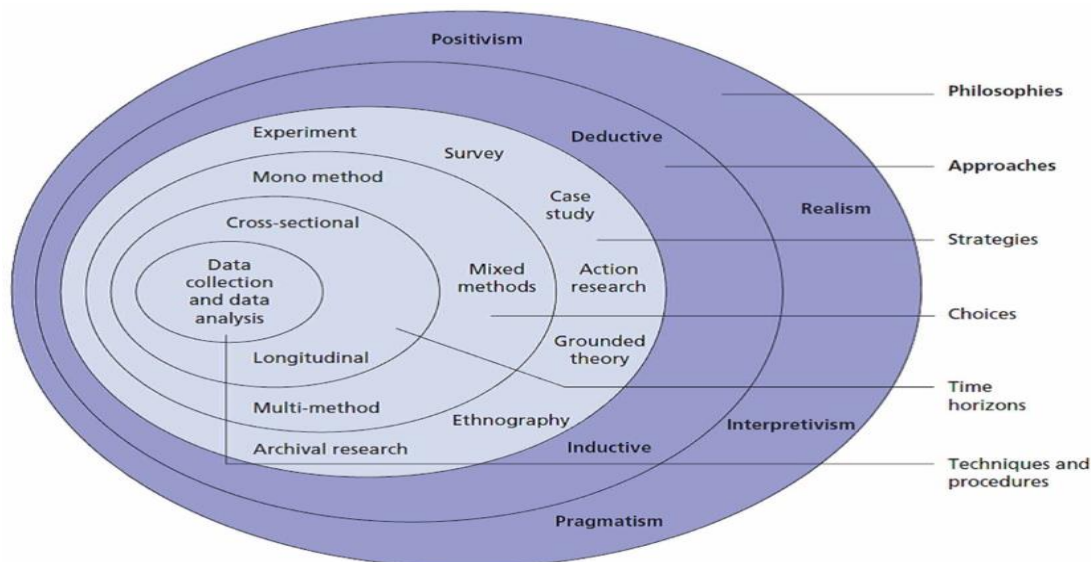 Positivism
Philosophies
Experiment
Deductive
Survey
Approaches
Mono method
Case
study
Realism
Cross-sectional
Strategies
Data
collection
and data
analysis
Mixed
methods
Action
research
Choices
Grounded
theory
Longitudinal
Time
horizons
Multi-method
Ethnography
Interpretivism
Archival research
Inductive
Techniques and
procedures
Pragmatism